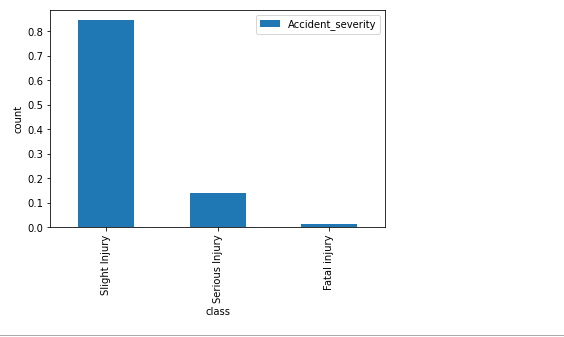 Accident_severity
0.8
0.7
0.6
0.5
0.4
0.3
0.2
0.1
0.0
count
Slight Injury
Serious Injury
Fatal injury
class